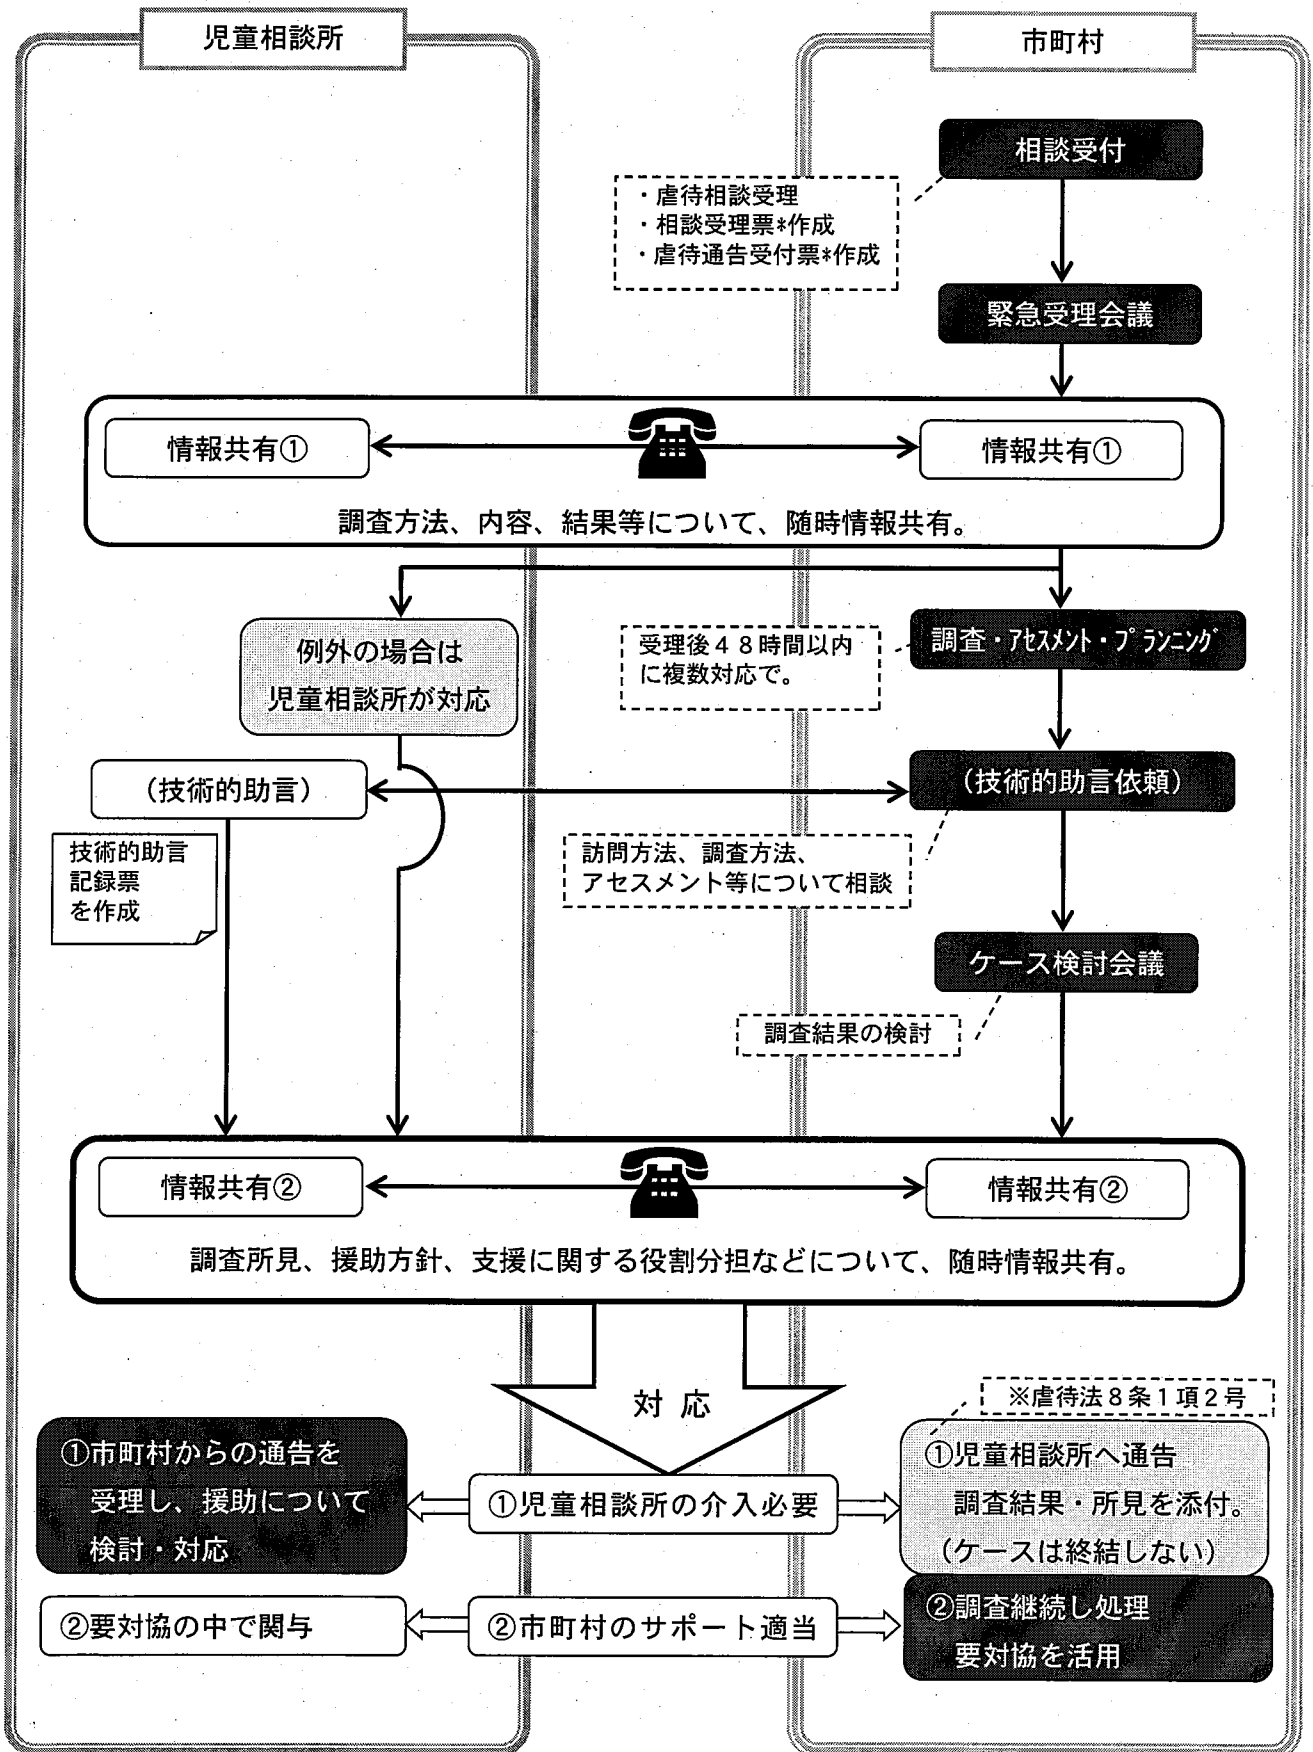 児童相談所
市町村
相談受付
・虐待相談受理
・相談受理票*作成
・虐待通告受付票*作成
緊急受理会議
情報共有①
情報共有①
調査方法、内容、結果等について、随時情報共有。
例外の場合は
児童相談所が対応
受理後４８時間以内
に複数対応で。
調査・ｱｾｽﾒﾝﾄ・ﾌﾟﾗﾝﾆﾝｸﾞ
（技術的助言）
（技術的助言依頼）
技術的助言
記録票
を作成
訪問方法、調査方法、
アセスメント等について相談
ケース検討会議
調査結果の検討
情報共有②
情報共有②
調査所見、援助方針、支援に関する役割分担などについて、随時情報共有。
対 応
※虐待法８条１項２号
①市町村からの通告を
受理し、援助について
検討・対応
①児童相談所の介入必要
①児童相談所へ通告
調査結果・所見を添付。
（ケースは終結しない）
②要対協の中で関与
②市町村のサポート適当
②調査継続し処理
要対協を活用